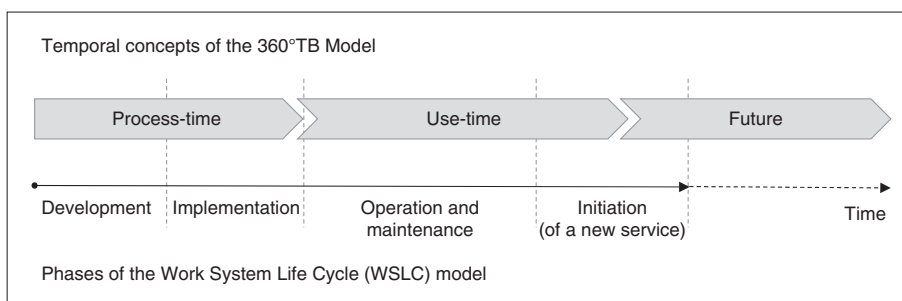 Temporal concepts of the 360°TB Model
Process-time Use-time Future
Development Implementation Operation and maintenance Initiation (of a new service) Time
Phases of the Work System Life Cycle (WSLC) model